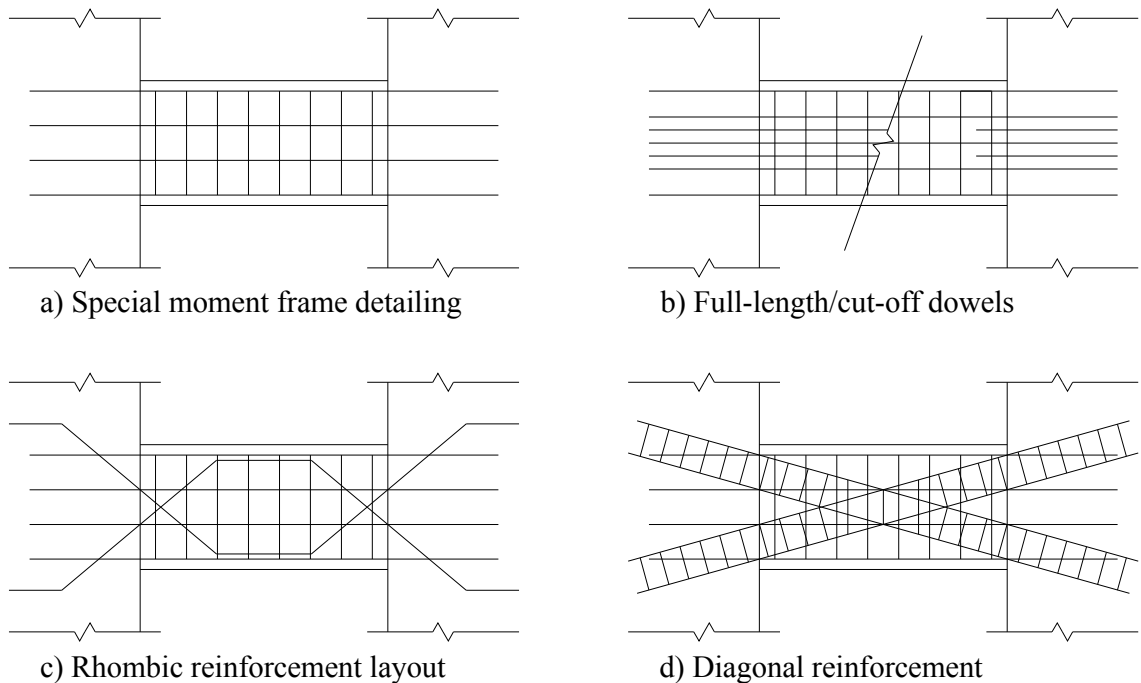 a) Special moment frame detailing
b) Full-length/cut-off dowels
c) Rhombic reinforcement layout
d) Diagonal reinforcement